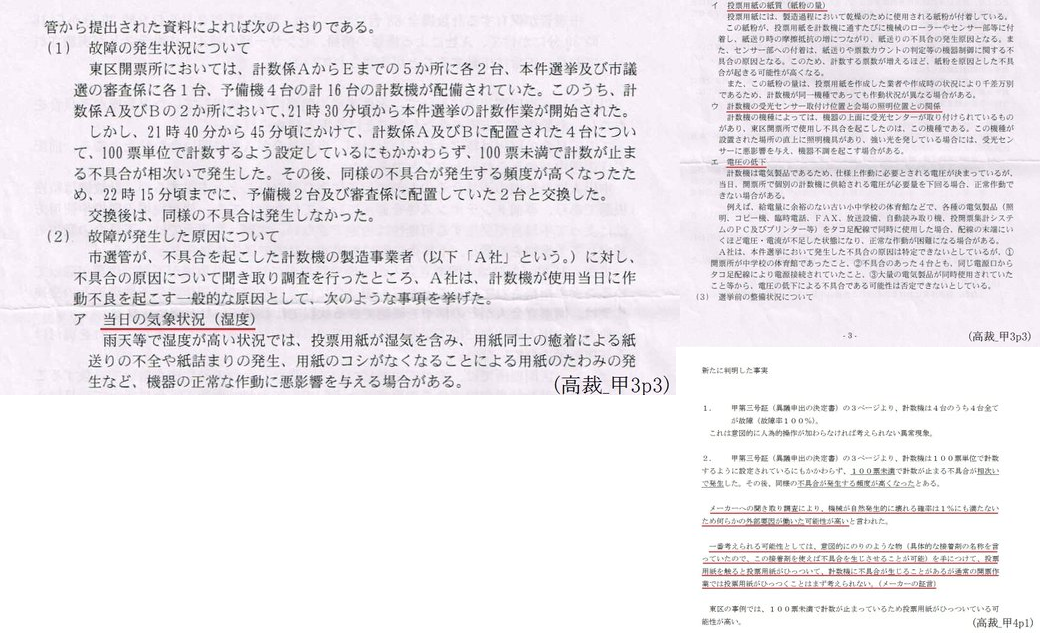 管から提出された資料によれば次のとおりである。
(1) 故障の発生状況について
東区開票所においては、計数係AからEまでの5か所に各2台、本件選挙及び市議
選の審査係に各1台、予備機4台の計16台の計数機が配備されていた。このうち、計
数係A及びBの2か所において、21時30分頃から本件選挙の計数作業が開始された。
しかし、21時40分から45分頃にかけて、計数係A及びBに配置された4台につい
て、100票単位で計数するよう設定しているにもかかわらず、100票未満で計数が止ま
る不具合が相次いで発生した。その後、同様の不具合が発生する頻度が高くなったた
め、22時15分頃までに、予備機2台及び審査係に配置していた2台と交換した。
交換後は、同様の不具合は発生しなかった。
(2) 故障が発生した原因について
市選管が、不具合を起こした計数機の製造事業者(以下「A社」という。)に対し、
不具合の原因について聞き取り調査を行ったところ、A社は、計数機が使用当日に作
動不良を起こす一般的な原因として、次のような事項を挙げた。
ア 当日の気象状況(湿度)
雨天等で湿度が高い状況では、投票用紙が湿気を含み、用紙同士の癒着による紙
送りの不全や紙詰まりの発生、用紙のコシがなくなることによる用紙のたわみの発
生など、機器の正常な作動に悪影響を与える場合がある。
(高裁_甲3p3)
イ 投票用紙の紙質(紙粉の量)
投票用紙には、製造過程において乾燥のために使用される紙粉が付着している。
この紙粉が、投票用紙を計数機に通すたびに機械のローラーやセンサー部等に付
着し、紙送り時の摩擦抵抗の増につながり、紙送りの不具合の発生原因となる。ま
た、センサー部への付着は、紙送りや票数カウントの判定等の機器制御に関する不
具合の原因となる。このため、計数する票数が増えるほど、紙粉を原因とした不具
合が起きる可能性が高くなる。
また、この紙粉の量は、投票用紙を作成した業者や作成時の状況により千差万別
であるため、計数機が同一機種であっても作動状況が異なる場合がある。
ウ 計数機の受光センサー取付け位置と会場の照明位置との関係
計数機の機種によっては、機器の上面に受光センターが取り付けられているもの
があり、東区開票所で使用し不具合を起こしたのは、この機種である。この機種が
設置された場所の直上に照明機具があり、強い光を発している場合には、受光セン
サーに悪影響を与え、機器不調を起こす場合がある。
エ 電圧の低下
計数機は電気製品であるため、仕様上作動に必要とされる電圧が決まっているが、
当日、開票所で個別の計数機に供給される電圧が必要量を下回る場合、正常作動で
きない場合がある。
例えば、給電量に余裕のない古い小中学校の体育館などで、各種の電気製品(照
明、コピー機、臨時電話、FAX、放送設備、自動読み取り機、投開票集計システ
ムのPC及びプリンター等)をタコ足配線で同時に使用した場合、配線の末端にい
くほど電圧・電流が不足した状態になり、正常な作動が困難になる場合がある。
A社は、本件選挙において発生した不具合の原因は特定できないとしているが、①
開票所が中学校の体育館であったこと、②不具合のあった4台とも、同じ電源口から
タコ足配線により電源接続されていたこと、③大量の電気製品が同時使用されていた
こと等から、電圧の低下による不具合である可能性は否定できないとしている。
(3) 選挙前の整備状況について
- 3 -
(高裁_甲3p3)
新たに判明した事実
1. 甲第三号証(異議申出の決定書)の3ページより、計数機は4台のうち4台全て
が故障(故障率100%)。
これは意図的に人為的操作が加わらなければ考えられない異常現象。
2. 甲第三号証(異議申出の決定書)の3ページより、計数機は100票単位で計数
するように設定されているにもかかわらず、100票未満で計数が止まる不具合が相次い
で発生した。その後、同様の不具合が発生する頻度が高くなったとある。
メーカーへの聞き取り調査により、機械が自然発生的に壊れる確率は1%にも満たない
ため何らかの外部要因が働いた可能性が高いと言われた。
一番考えられる可能性としては、意図的にのりのような物(具体的な接着剤の名称を言
っていたので、この接着剤を使えば不具合を生じさせることが可能)を手につけて、投票
用紙を触ると投票用紙がひっついて、計数機に不具合が生じることがあるが通常の開票作
業では投票用紙がひっつくことはまず考えられない。(メーカーの証言)
東区の事例では、100票未満で計数が止まっているため投票用紙がひっついている可
能性が高い。
(高裁_甲4p1)